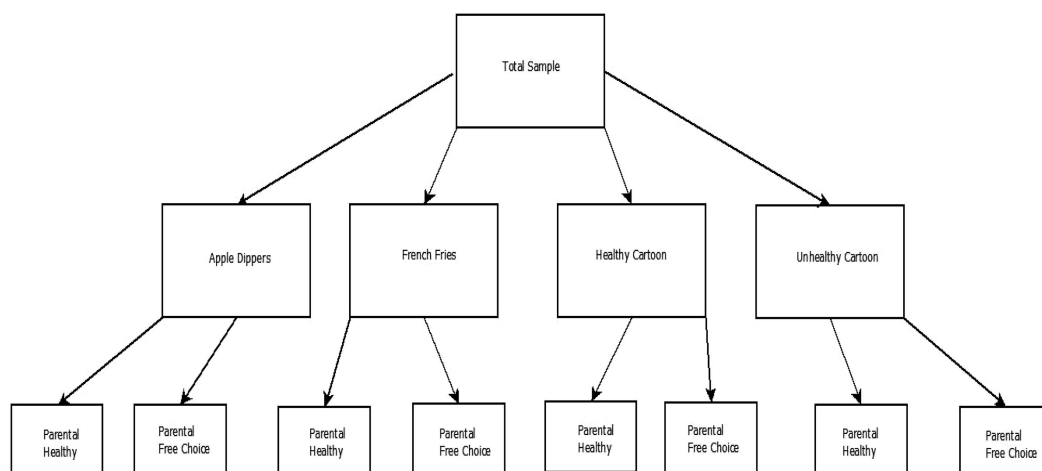 Total Sample
Apple Dippers
French Fries
Healthy Cartoon
Unhealthy Cartoon
Parental
Healthy
Parental
Free Choice
Parental
Healthy
Parental
Free Choice
Parental
Healthy
Parental
Free Choice
Parental
Healthy
Parental
Free Choice